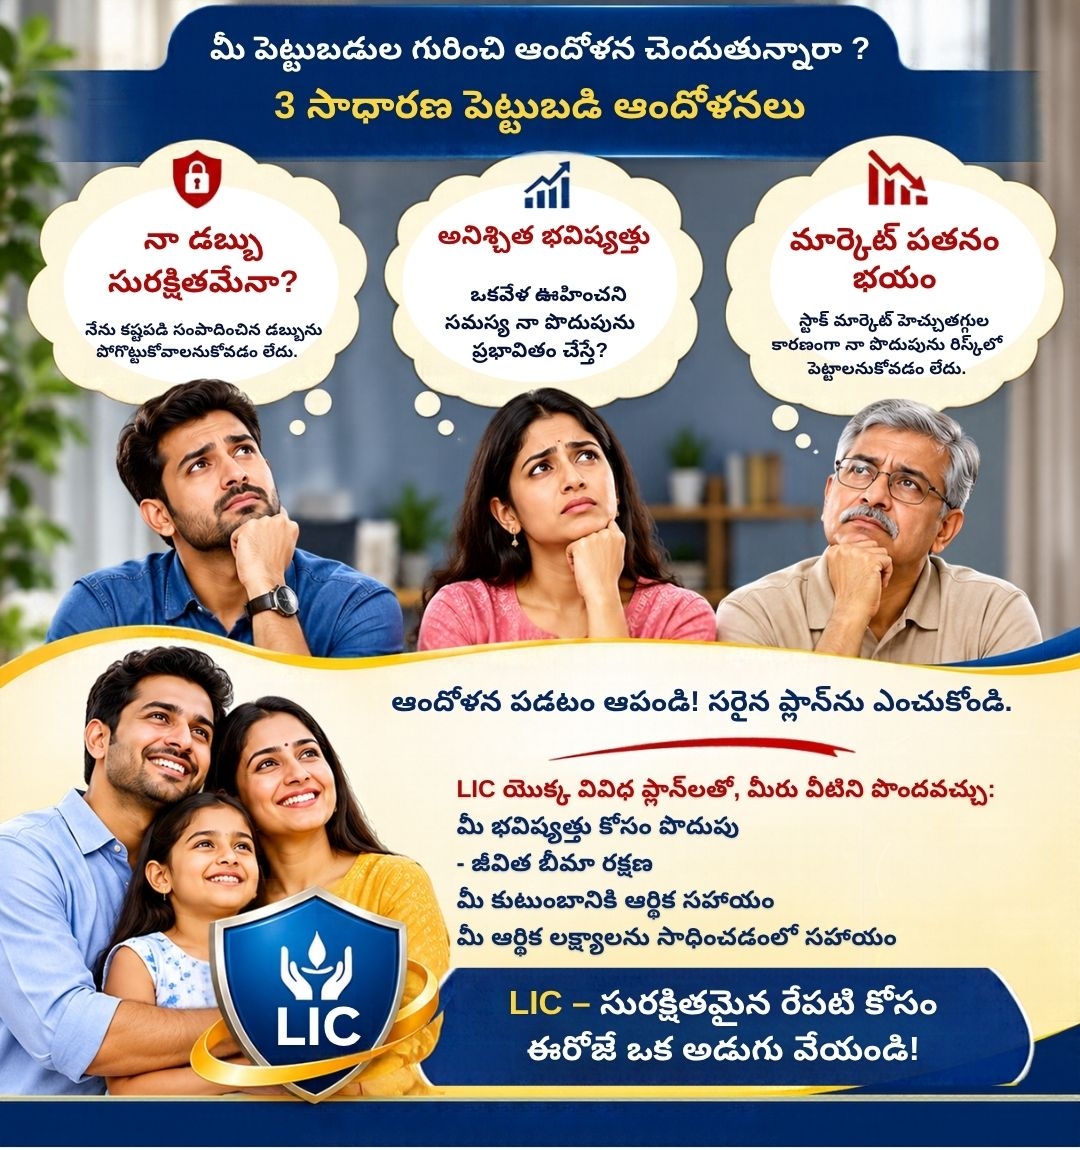 మీ పెట్టుబడుల గురించి ఆందోళన చెందుతున్నారా ?
3 సాధారణ పెట్టుబడి ఆందోళనలు
నా డబ్బు
సురక్షితమేనా?
నేను కష్టపడి సంపాదించిన డబ్బును
పోగొట్టుకోవాలనుకోవడం లేదు.
అనిశ్చిత భవిష్యత్తు
ఒకవేళ ఊహించని
సమస్య నా పొదుపును
ప్రభావితం చేస్తే?
మార్కెట్ పతనం
భయం
స్టాక్ మార్కెట్ హెచ్చుతగ్గుల
కారణంగా నా పొదుపును రిస్క్‌లో
పెట్టాలనుకోవడం లేదు.
ఆందోళన పడటం ఆపండి! సరైన ప్లాన్‌ను ఎంచుకోండి.
LIC యొక్క వివిధ ప్లాన్‌లతో, మీరు వీటిని పొందవచ్చు:
మీ భవిష్యత్తు కోసం పొదుపు
- జీవిత బీమా రక్షణ
మీ కుటుంబానికి ఆర్థిక సహాయం
మీ ఆర్థిక లక్ష్యాలను సాధించడంలో సహాయం
LIC
LIC – సురక్షితమైన రేపటి కోసం
ఈరోజే ఒక అడుగు వేయండి!